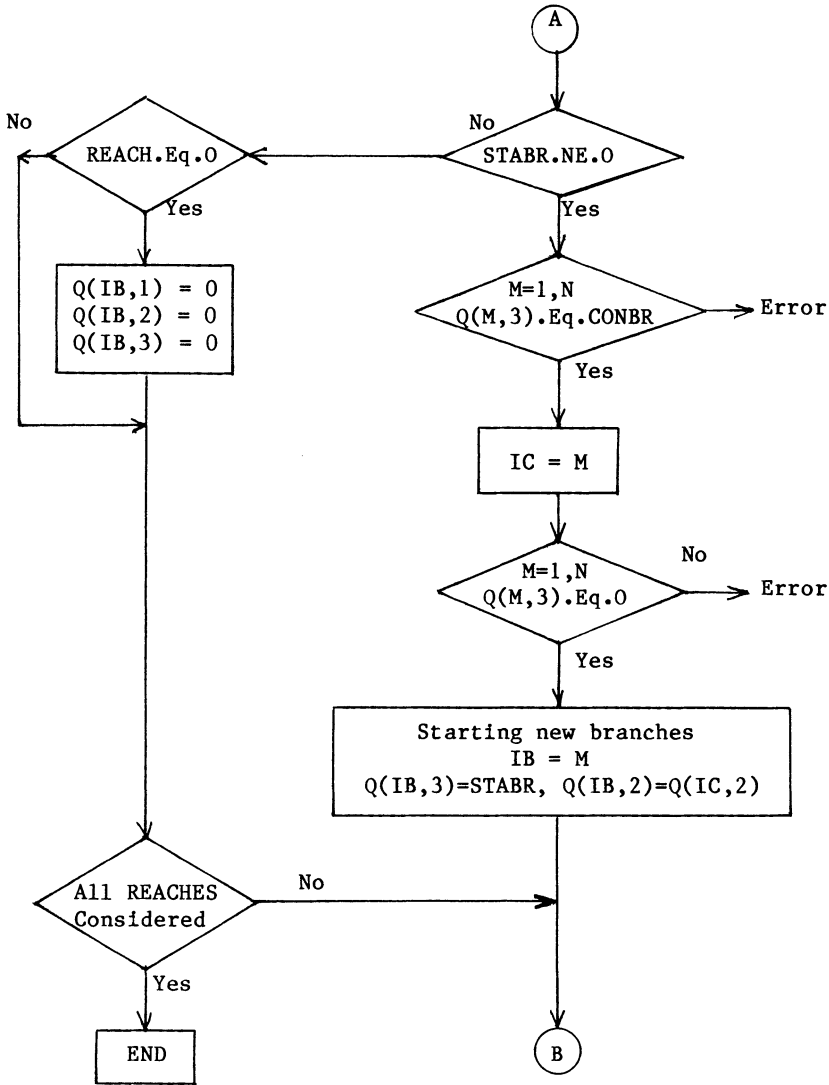 A
No
STABR.NE.0
Yes
No
REACH.Eq.0
Yes
Q(IB,1) = 0
Q(IB,2) = 0
Q(IB,3) = 0
M=1,N
Q(M,3).Eq.CONBR
Error
Yes
IC = M
M=1,N
Q(M,3).Eq.0
No
Error
Yes
Starting new branches
IB = M
Q(IB,3)=STABR, Q(IB,2)=Q(IC,2)
All REACHES
Considered
No
Yes
END
B